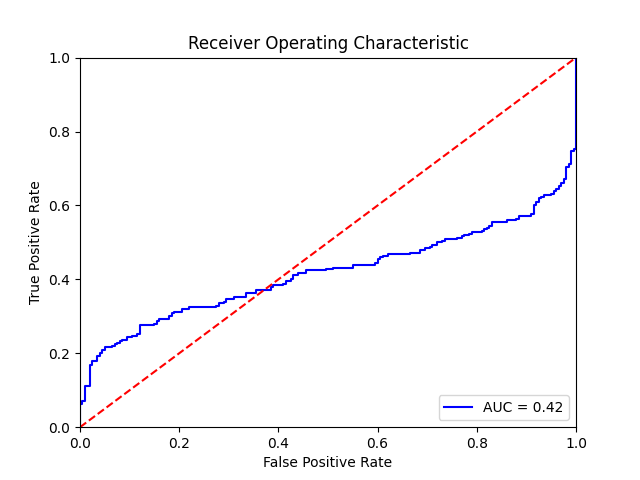 Receiver Operating Characteristic
1.0
0.8
0.6
0.4
0.2
0.0
True Positive Rate
AUC = 0.42
0.0 0.2 0.4 0.6 0.8 1.0
False Positive Rate